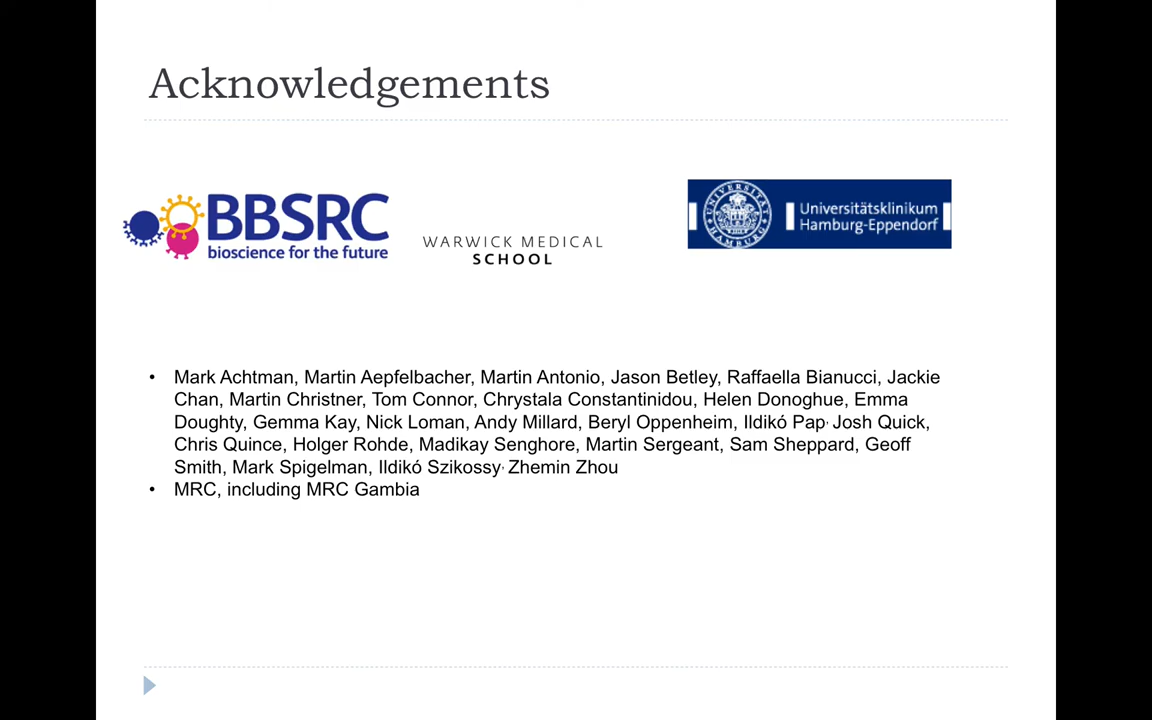 Acknowledgements
BBSRC
bioscience for the future
WARWICK MEDICAL
SCHOOL
UNIVERSITÄT HAMBURG
Universitätsklinikum
Hamburg-Eppendorf
• Mark Achtman, Martin Aepfelbacher, Martin Antonio, Jason Betley, Raffaella Bianucci, Jackie
Chan, Martin Christner, Tom Connor, Chrystala Constantinidou, Helen Donoghue, Emma
Doughty, Gemma Kay, Nick Loman, Andy Millard, Beryl Oppenheim, Ildikó Pap, Josh Quick,
Chris Quince, Holger Rohde, Madikay Senghore, Martin Sergeant, Sam Sheppard, Geoff
Smith, Mark Spigelman, Ildikó Szikossy, Zhemin Zhou
• MRC, including MRC Gambia